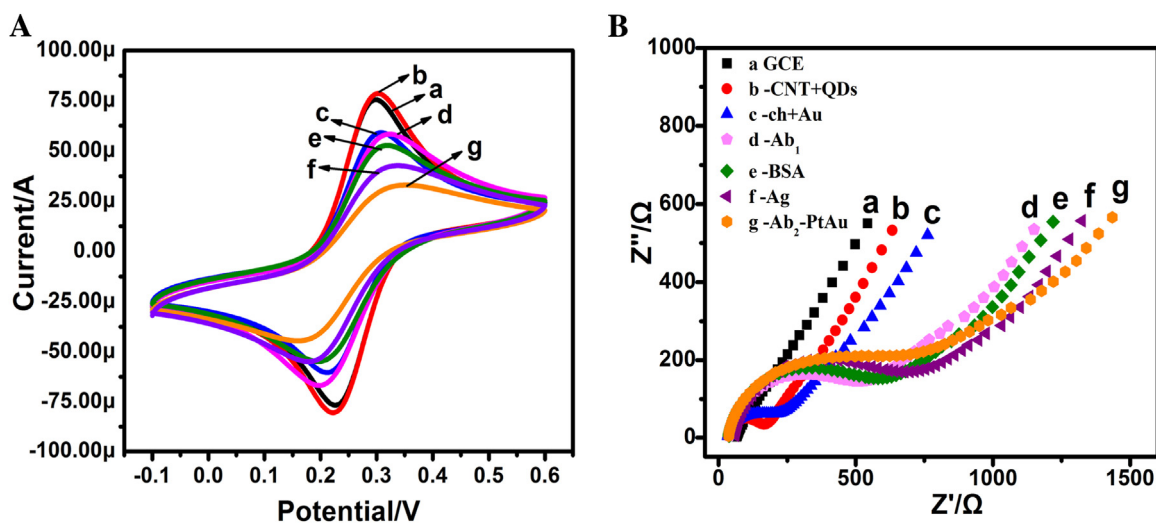 A
100.00µ
75.00µ
50.00µ
25.00µ
0.00
-25.00µ
-50.00µ
-75.00µ
-100.00µ
Current/A
b
a
c
d
e
g
f
-0.1 0.0 0.1 0.2 0.3 0.4 0.5 0.6
Potential/V
B
1000
800
600
400
200
0
Z''/Ω
a GCE
b -CNT+QDs
c -ch+Au
d -Ab₁
e -BSA
f -Ag
g -Ab₂-PtAu
a b c d e f g
0 500 1000 1500
Z'/Ω